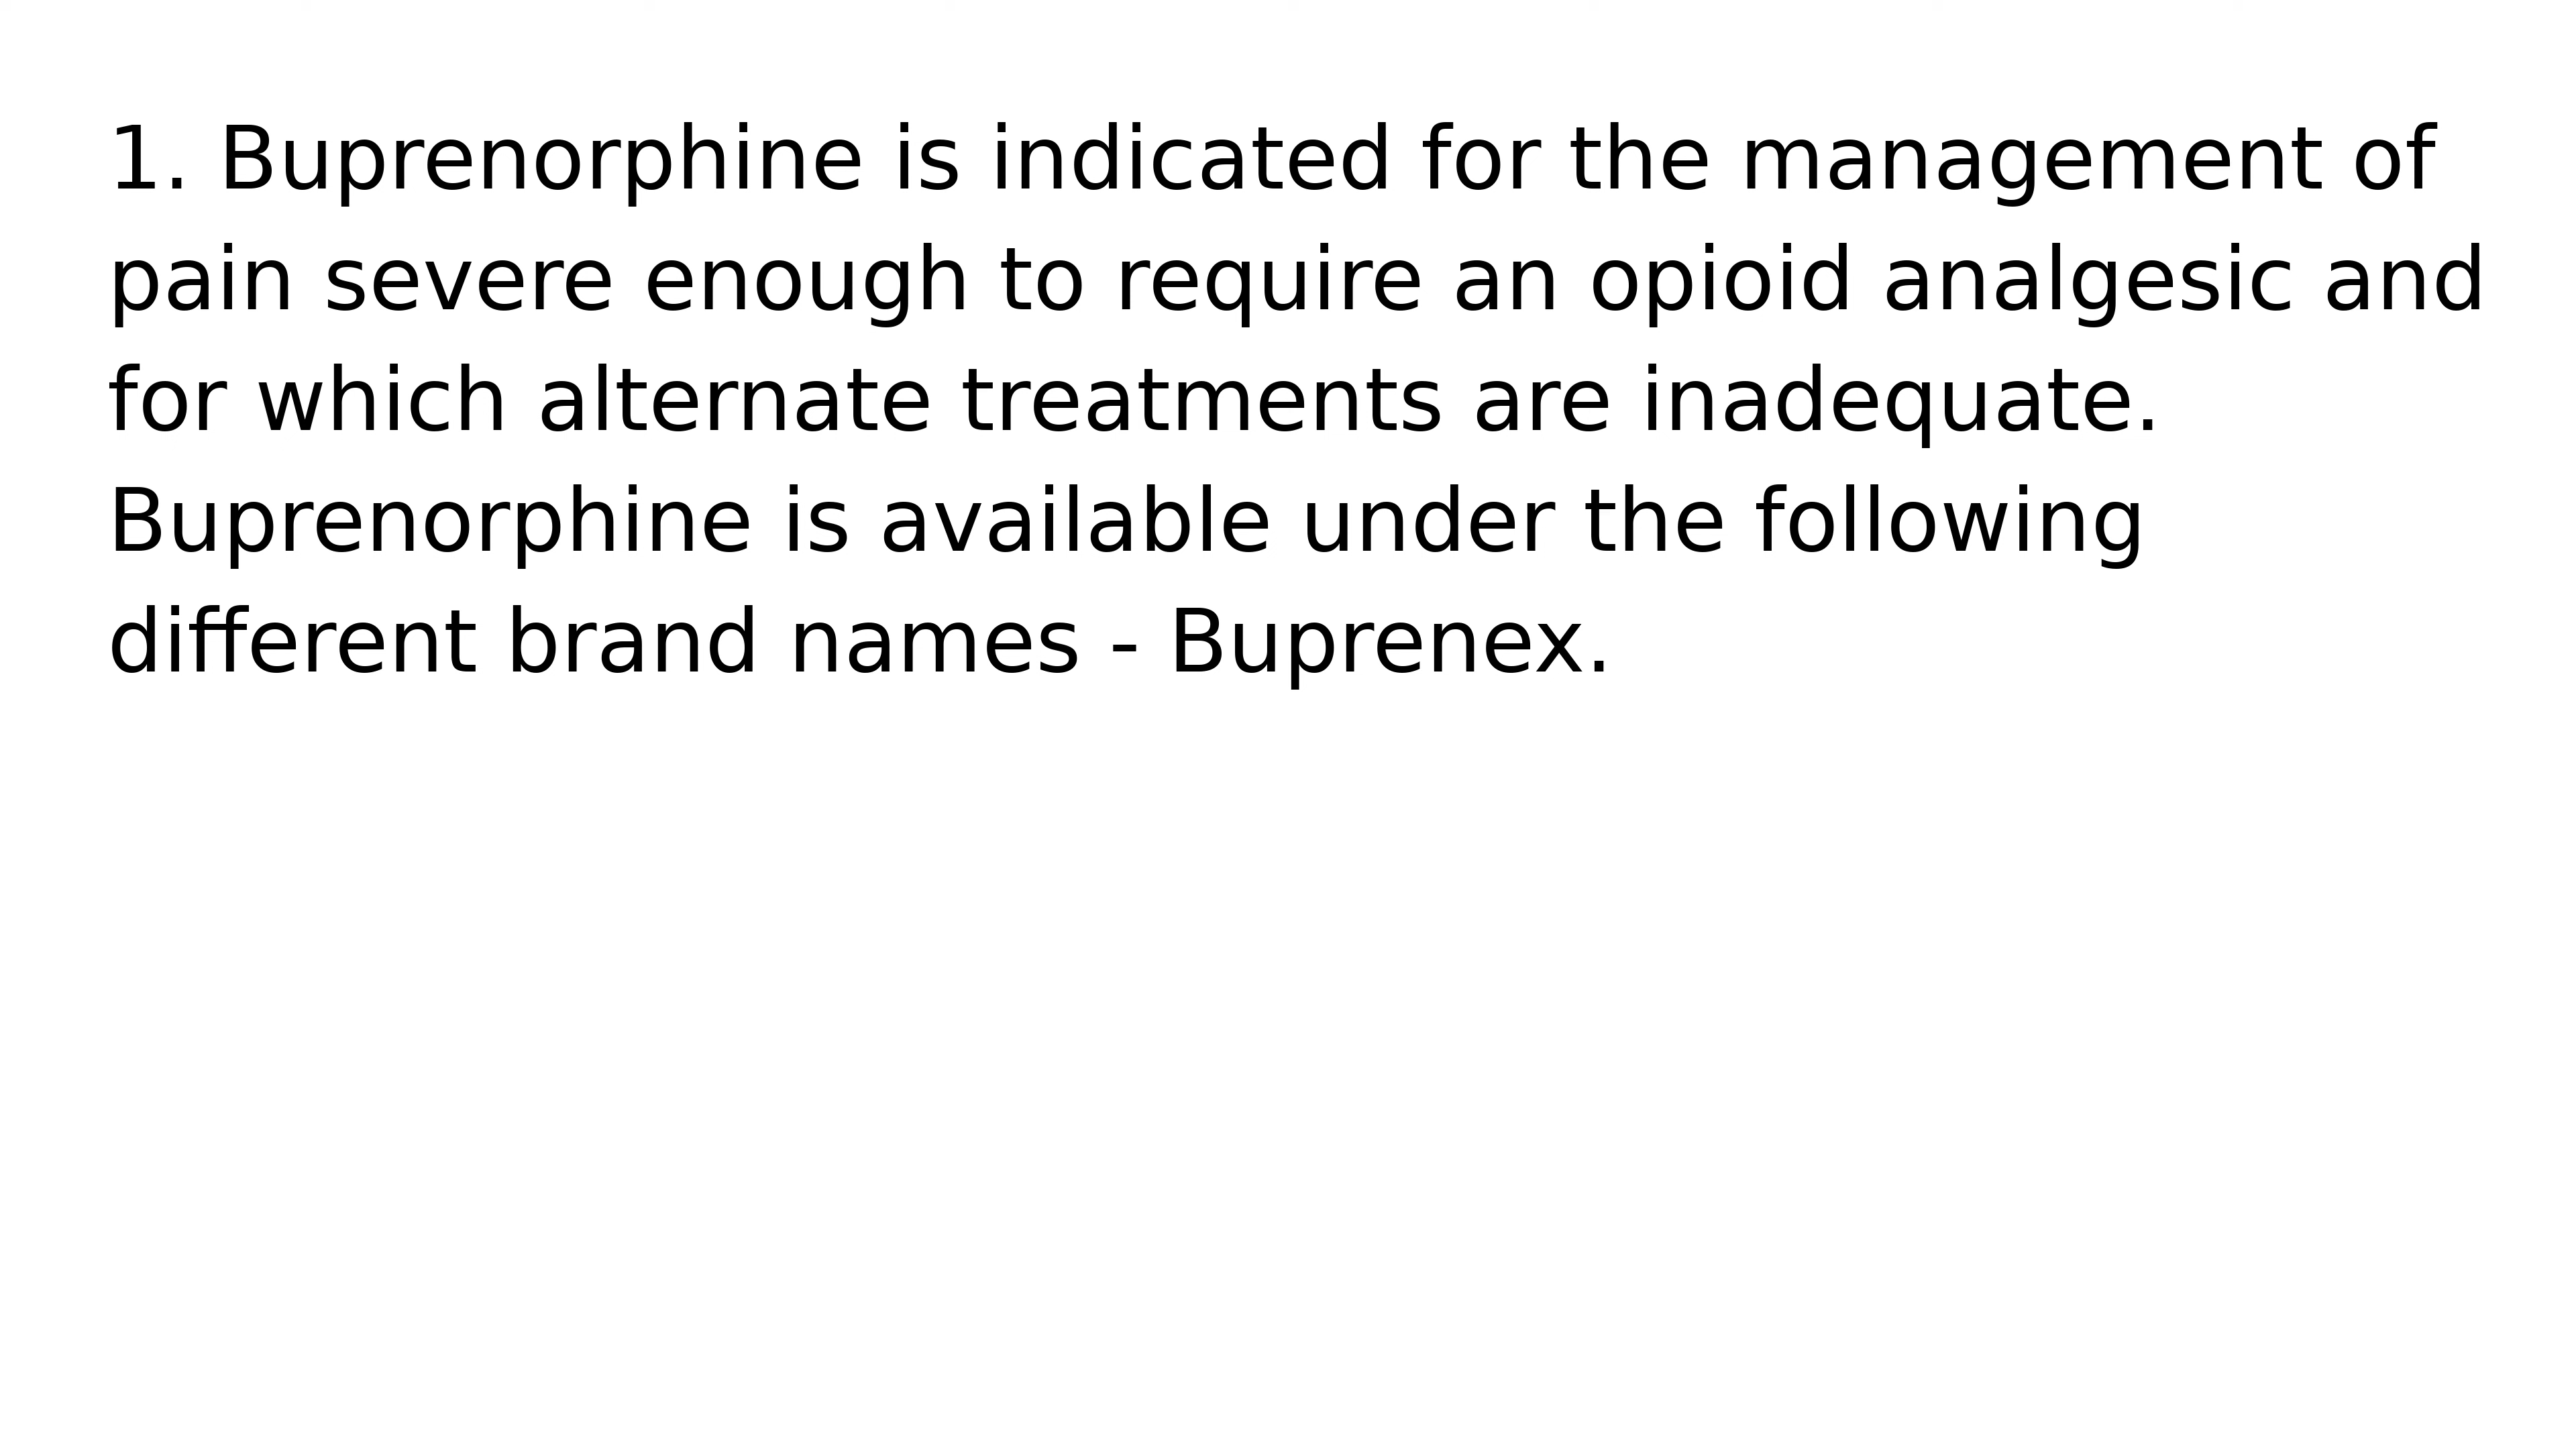 1. Buprenorphine is indicated for the management of
pain severe enough to require an opioid analgesic and
for which alternate treatments are inadequate.
Buprenorphine is available under the following
different brand names - Buprenex.